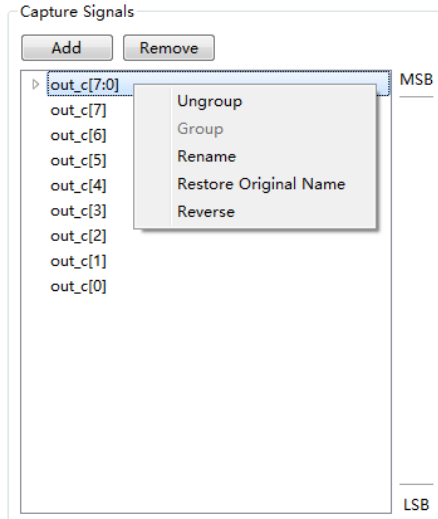 Capture Signals
Add Remove
out_c[7:0] MSB
out_c[7] Ungroup
out_c[6] Group
out_c[5] Rename
out_c[4] Restore Original Name
out_c[3] Reverse
out_c[2]
out_c[1]
out_c[0]
LSB